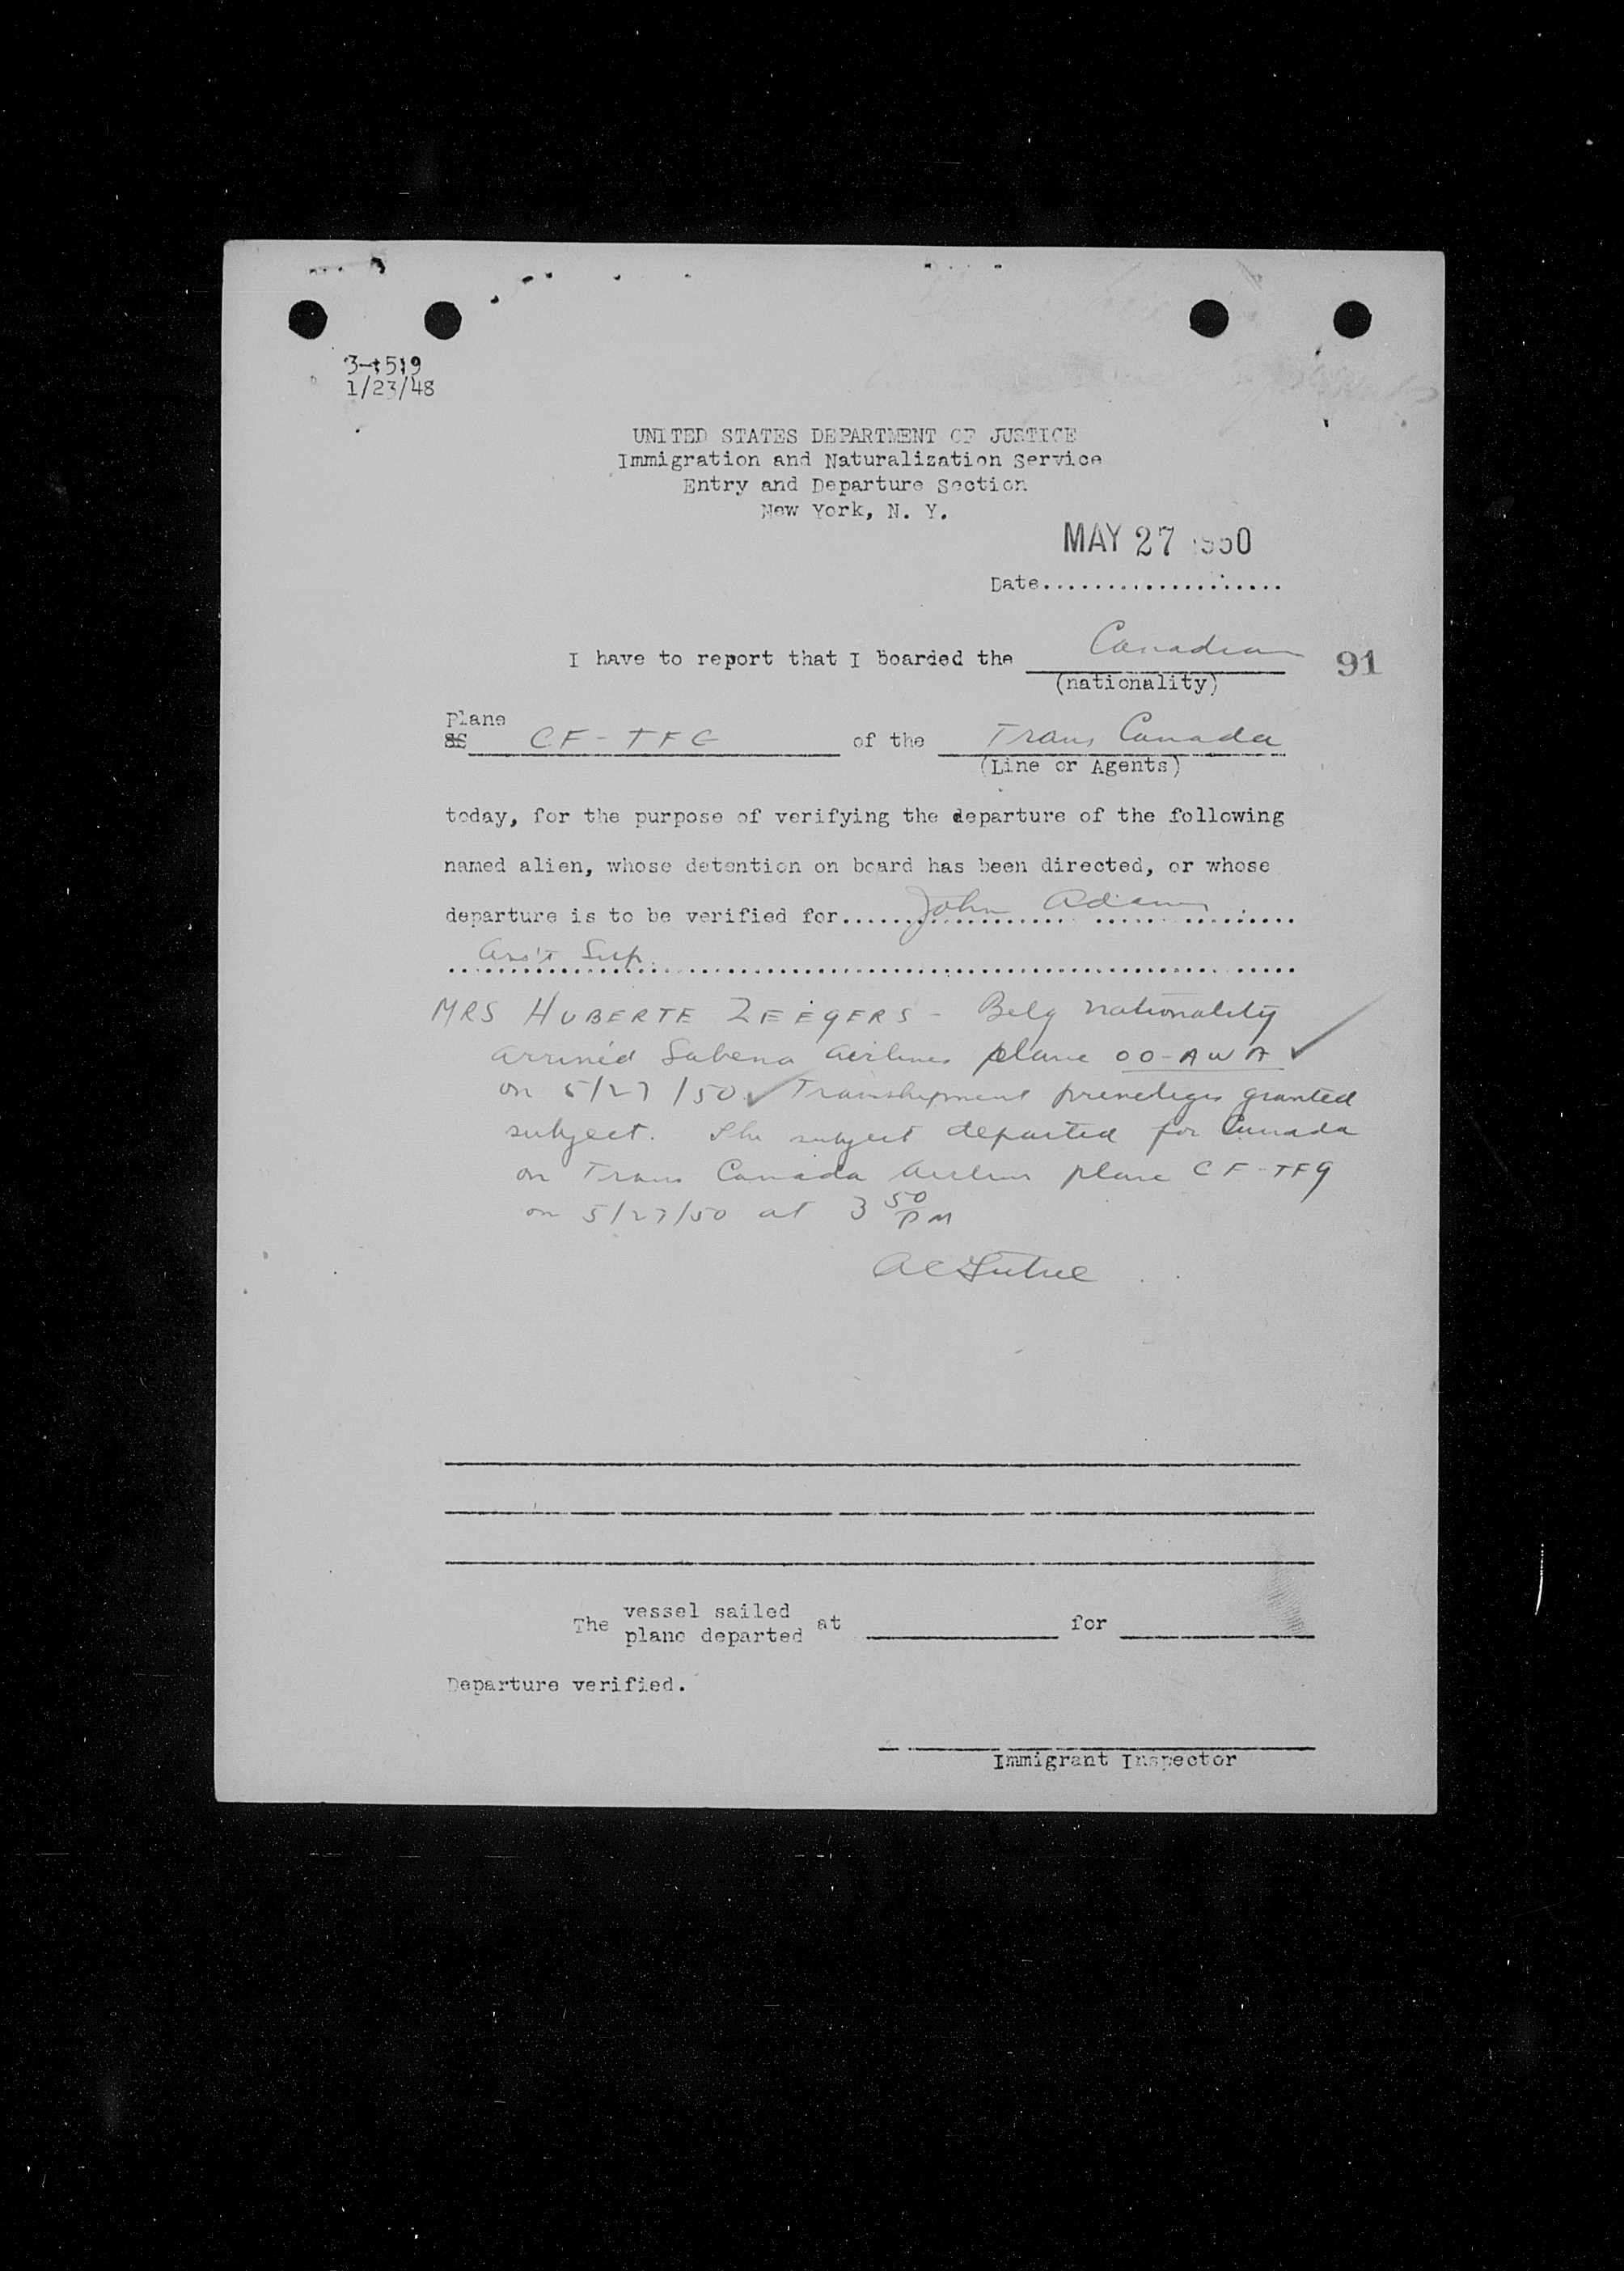 3-1519
1/23/48
UNITED STATES DEPARTMENT OF JUSTICE
Immigration and Naturalization Service
Entry and Departure Section
New York, N. Y.
MAY 27 1950
Date....................
I have to report that I boarded the Canadian 91
(nationality)
Plane
SS CF-TFG of the Trans Canada
(Line or Agents)
today, for the purpose of verifying the departure of the following
named alien, whose detention on board has been directed, or whose
departure is to be verified for John Adams
Ass't Sup.
MRS HUBERTE ZEEGERS - Belg nationality
arrived Sabena Airlines plane OO-AWA ✓
on 5/27/50 ✓ Transhipment priveleges granted
subject. The subject departed for Canada
on Trans Canada Airlines plane CF-TFG
on 5/27/50 at 3 50 PM
The vessel sailed at for
plane departed
Departure verified.
Immigrant Inspector